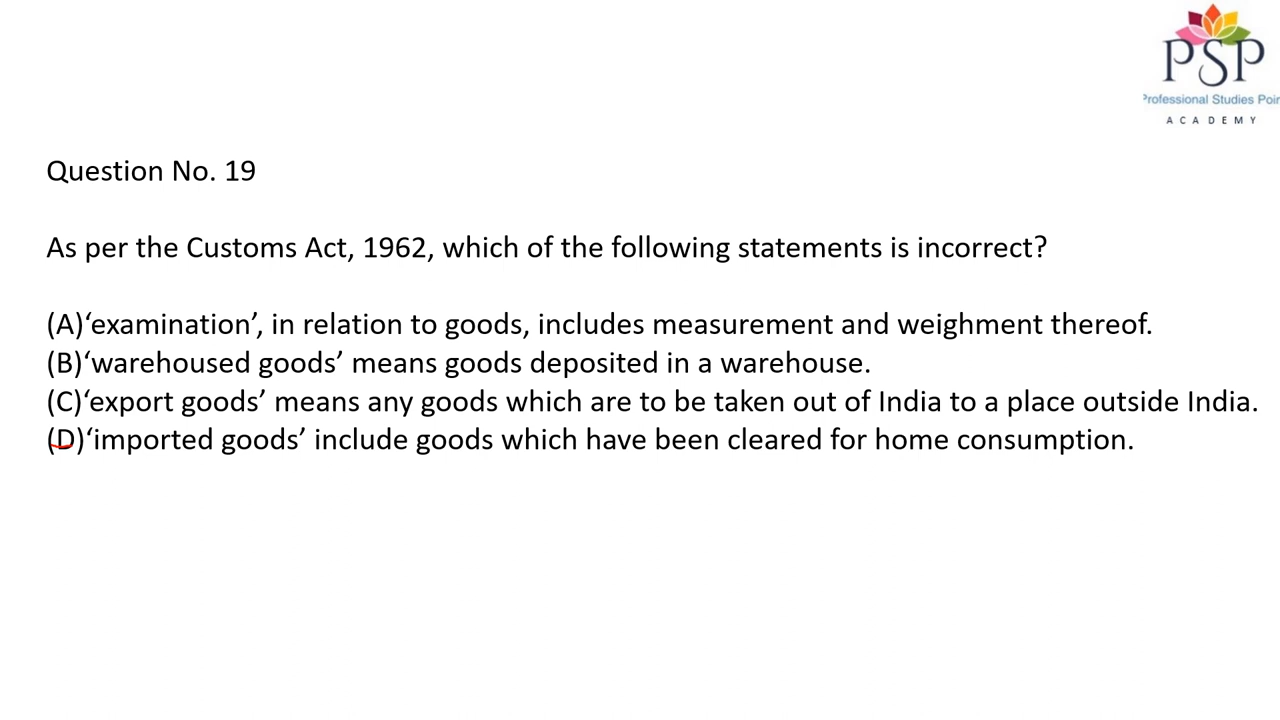 PSP
Professional Studies Poin
ACADEMY
Question No. 19
As per the Customs Act, 1962, which of the following statements is incorrect?
(A)‘examination’, in relation to goods, includes measurement and weighment thereof.
(B)‘warehoused goods’ means goods deposited in a warehouse.
(C)‘export goods’ means any goods which are to be taken out of India to a place outside India.
(D)‘imported goods’ include goods which have been cleared for home consumption.